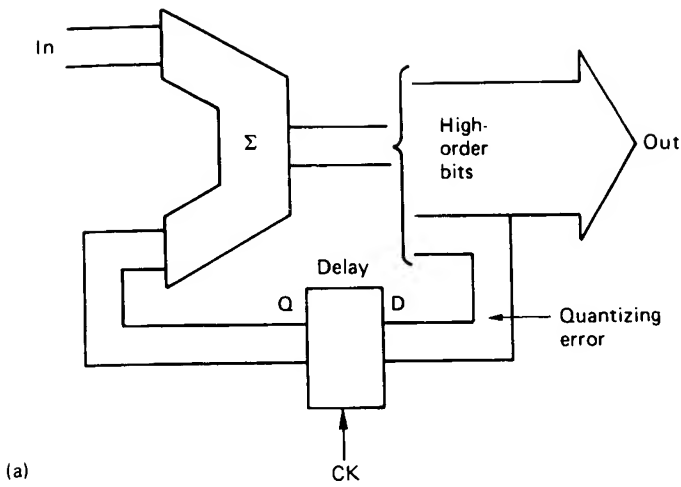 In
Σ
High-
order
bits
Out
Delay
Q
D
Quantizing
error
(a)
CK